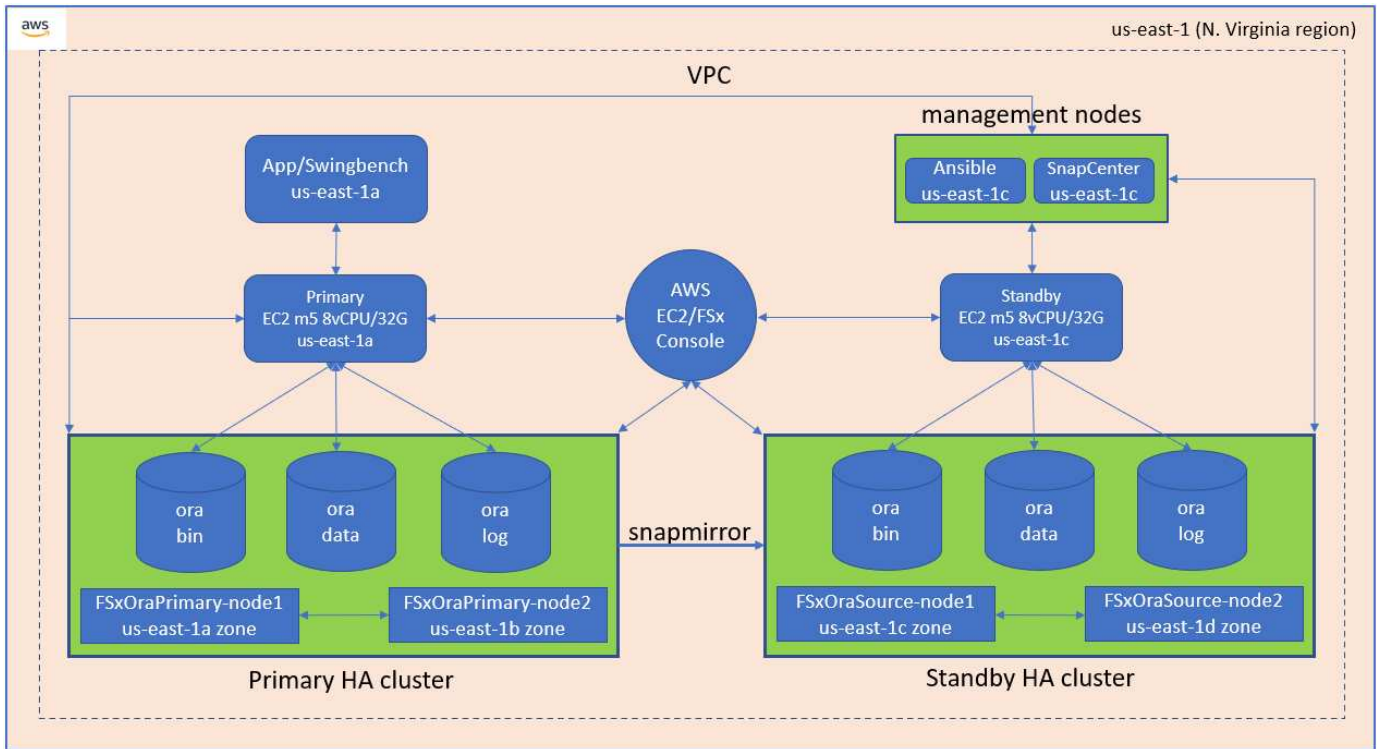 aws
us-east-1 (N. Virginia region)
VPC
management nodes
App/Swingbench
us-east-1a
Ansible
us-east-1c
SnapCenter
us-east-1c
Primary
EC2 m5 8vCPU/32G
us-east-1a
AWS
EC2/FSx
Console
Standby
EC2 m5 8vCPU/32G
us-east-1c
ora
bin
ora
data
ora
log
snapmirror
ora
bin
ora
data
ora
log
FSxOraPrimary-node1
us-east-1a zone
FSxOraPrimary-node2
us-east-1b zone
FSxOraSource-node1
us-east-1c zone
FSxOraSource-node2
us-east-1d zone
Primary HA cluster
Standby HA cluster